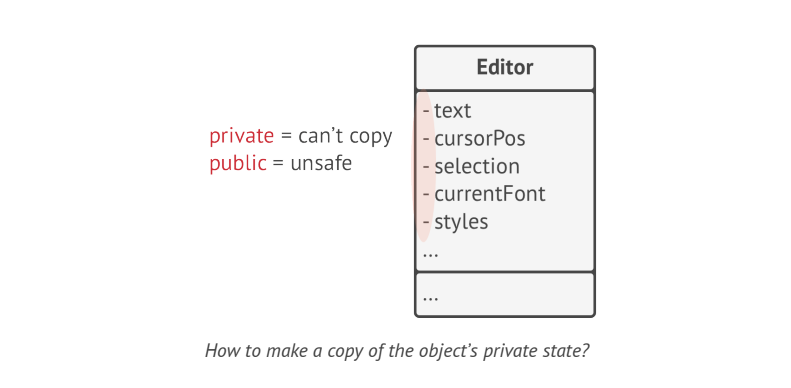 Editor
private = can't copy
public = unsafe
- text
- cursorPos
- selection
- currentFont
- styles
...
...
How to make a copy of the object's private state?